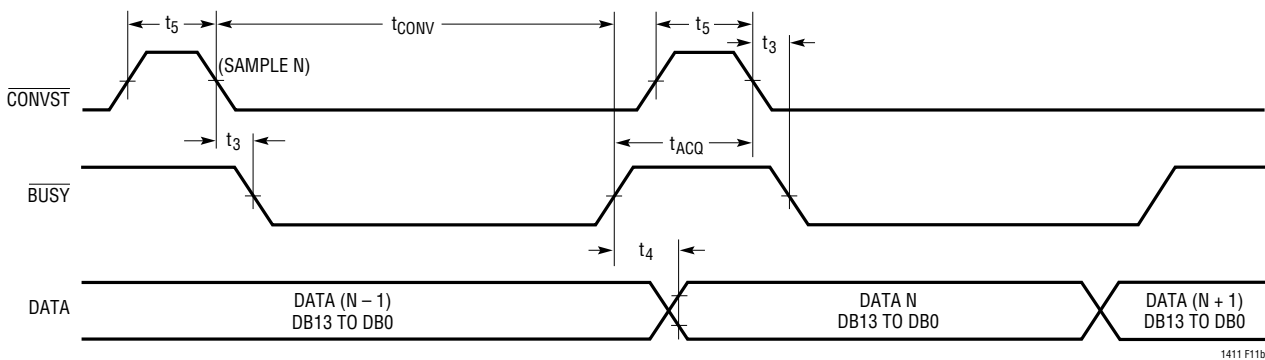 t5
tCONV
t5
t3
(SAMPLE N)
CONVST
t3
tACQ
BUSY
t4
DATA
DATA (N – 1)
DB13 TO DB0
DATA N
DB13 TO DB0
DATA (N + 1)
DB13 TO DB0
1411 F11b